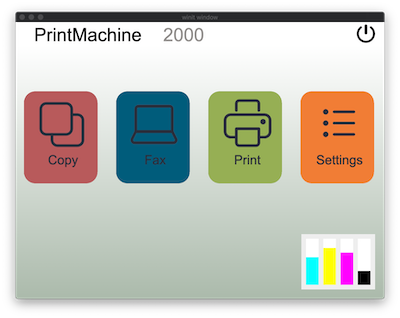 winit window
PrintMachine 2000
Copy
Fax
Print
Settings